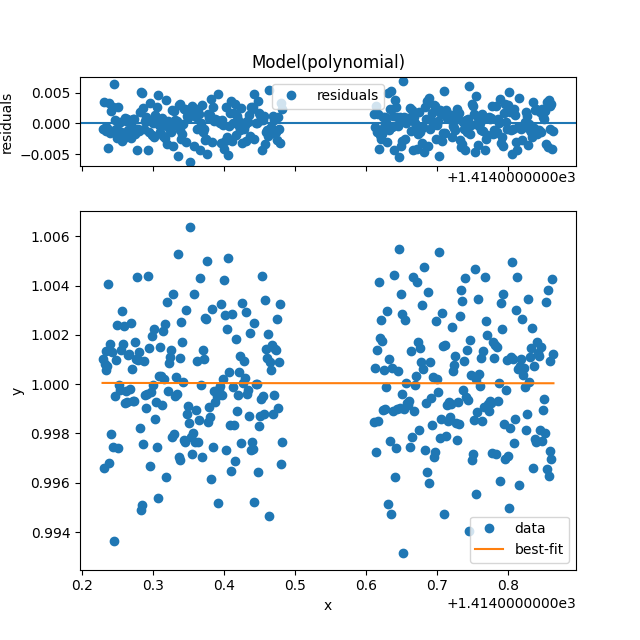 Model(polynomial)
residuals
0.005
0.000
−0.005
residuals
+1.4140000000e3
y
1.006
1.004
1.002
1.000
0.998
0.996
0.994
data
best-fit
0.2 0.3 0.4 0.5 0.6 0.7 0.8
x
+1.4140000000e3